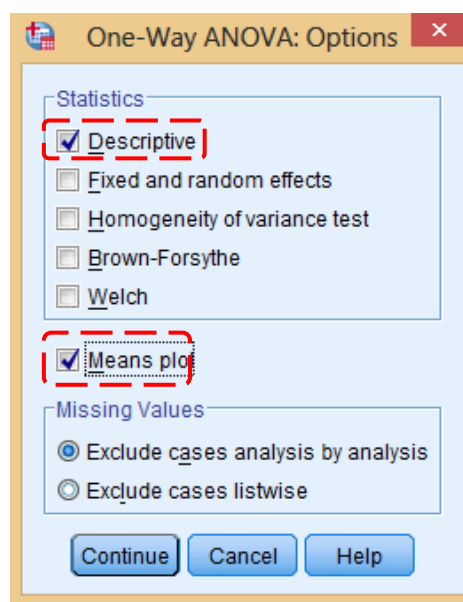 One-Way ANOVA: Options
Statistics
Descriptive
Fixed and random effects
Homogeneity of variance test
Brown-Forsythe
Welch
Means plot
Missing Values
Exclude cases analysis by analysis
Exclude cases listwise
Continue Cancel Help